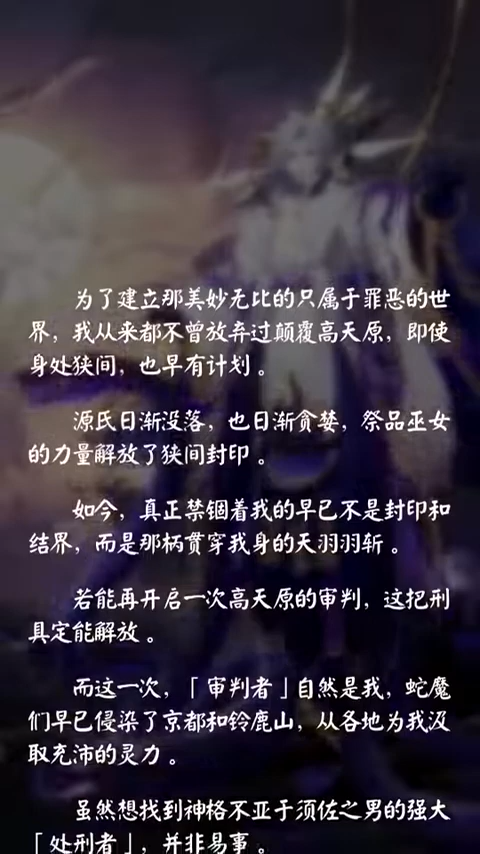 为了建立那美妙无比的只属于罪恶的世
界，我从来都不曾放弃过颠覆高天原，即使
身处狭间，也早有计划。
源氏日渐没落，也日渐贪婪，祭品巫女
的力量解放了狭间封印。
如今，真正禁锢着我的早已不是封印和
结界，而是那柄贯穿我身的天羽羽斩。
若能再开启一次高天原的审判，这把刑
具定能解放。
而这一次，「审判者」自然是我，蛇魔
们早已侵染了京都和铃鹿山，从各地为我汲
取充沛的灵力。
虽然想找到神格不亚于须佐之男的强大
「处刑者」，并非易事。